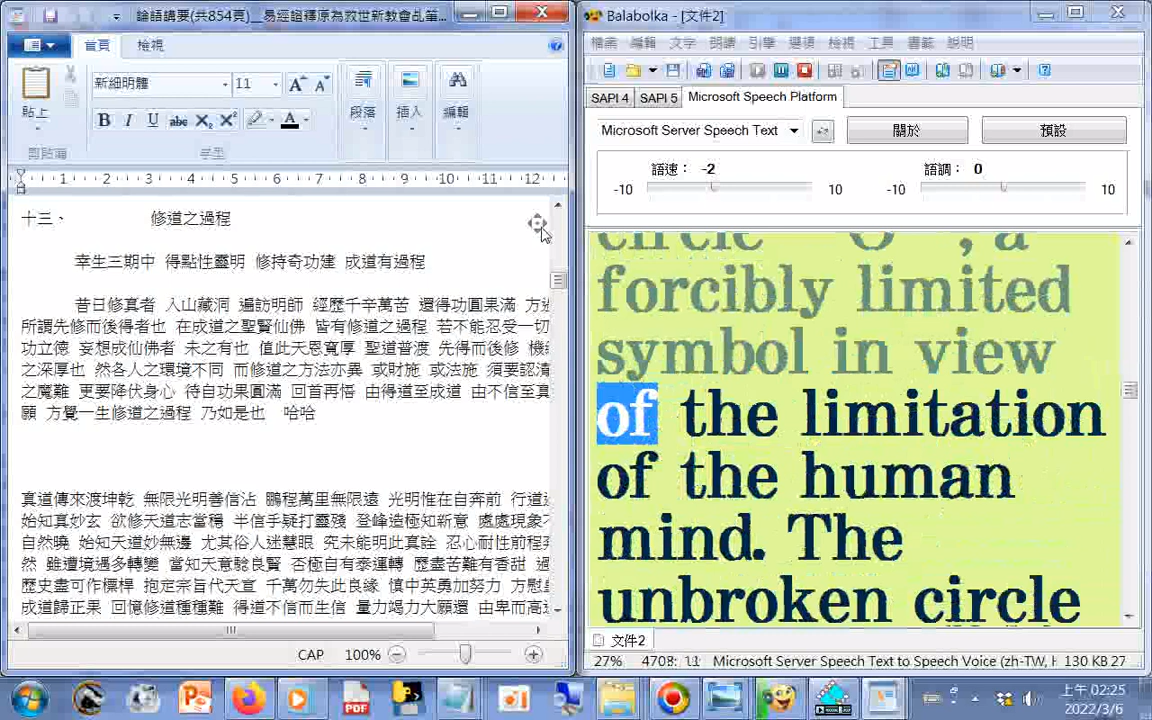 論語講要(共854頁)__易經證釋原為救世新教會乩筆...
首頁
檢視
貼上
新細明體
11
段落
插入
編輯
剪貼簿
字型
1 2 3 4 5 6 7 8 9 10 11 12
十三、 修道之過程
幸生三期中 得點性靈明 修持奇功建 成道有過程
昔日修真者 入山藏洞 遍訪明師 經歷千辛萬苦 還得功圓果滿 方
所謂先修而後得者也 在成道之聖賢仙佛 皆有修道之過程 若不能忍受一切
功立德 妄想成仙佛者 未之有也 值此天恩寬厚 聖道普渡 先得而後修 機
之深厚也 然各人之環境不同 而修道之方法亦異 或財施 或法施 須要認清
之魔難 更要降伏身心 待自功果圓滿 回首再悟 由得道至成道 由不信至真
願 方覺一生修道之過程 乃如是也 哈哈
真道傳來渡坤乾 無限光明善信沾 鵬程萬里無限遠 光明惟在自奔前 行道
始知真妙玄 欲修天道志當穩 半信乎疑打靈殘 登峰造極知新意 處處現象
自然曉 始知天道妙無邊 尤其俗人迷慧眼 究未能明此真詮 忍心耐性前程
然 雖遭境遇多轉變 當知天意驗良賢 否極自有泰運轉 歷盡苦難有香甜 過
歷史盡可作標桿 抱定宗旨代天宣 千萬勿失此良緣 慎中英勇加努力 方慰
成道歸正果 回憶修道種種難 得道不信而生信 量力竭力大願還 由卑而高
CAP 100%
Balabolka - [文件2]
檔案 編輯 文字 朗讀 引擎 選項 檢視 工具 書籤 說明
SAPI 4 SAPI 5 Microsoft Speech Platform
Microsoft Server Speech Text
關於
預設
語速： -2
語調： 0
-10 10 -10 10
circle "O", a
forcibly limited
symbol in view
of the limitation
of the human
mind. The
unbroken circle
文件2
27% 4708: 11 Microsoft Server Speech Text to Speech Voice (zh-TW, H 130 KB 27
上午 02:25
2022/3/6